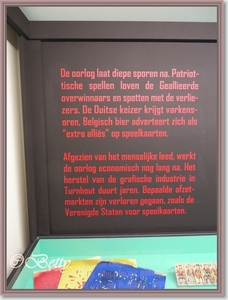 De oorlog laat diepe sporen na. Patriot-
tische spellen loven de Geallieerde
overwinnaars en spotten met de verlie-
zers. De Duitse keizer krijgt varkens-
oren, Belgisch bier adverteert zich als
"extra alliés" op speelkaarten.
Afgezien van het menselijke leed, werkt
de oorlog economisch nog lang na. Het
herstel van de grafische industrie in
Turnhout duurt jaren. Bepaalde afzet-
markten zijn verloren gegaan, zoals de
Verenigde Staten voor speelkaarten.
© Betty